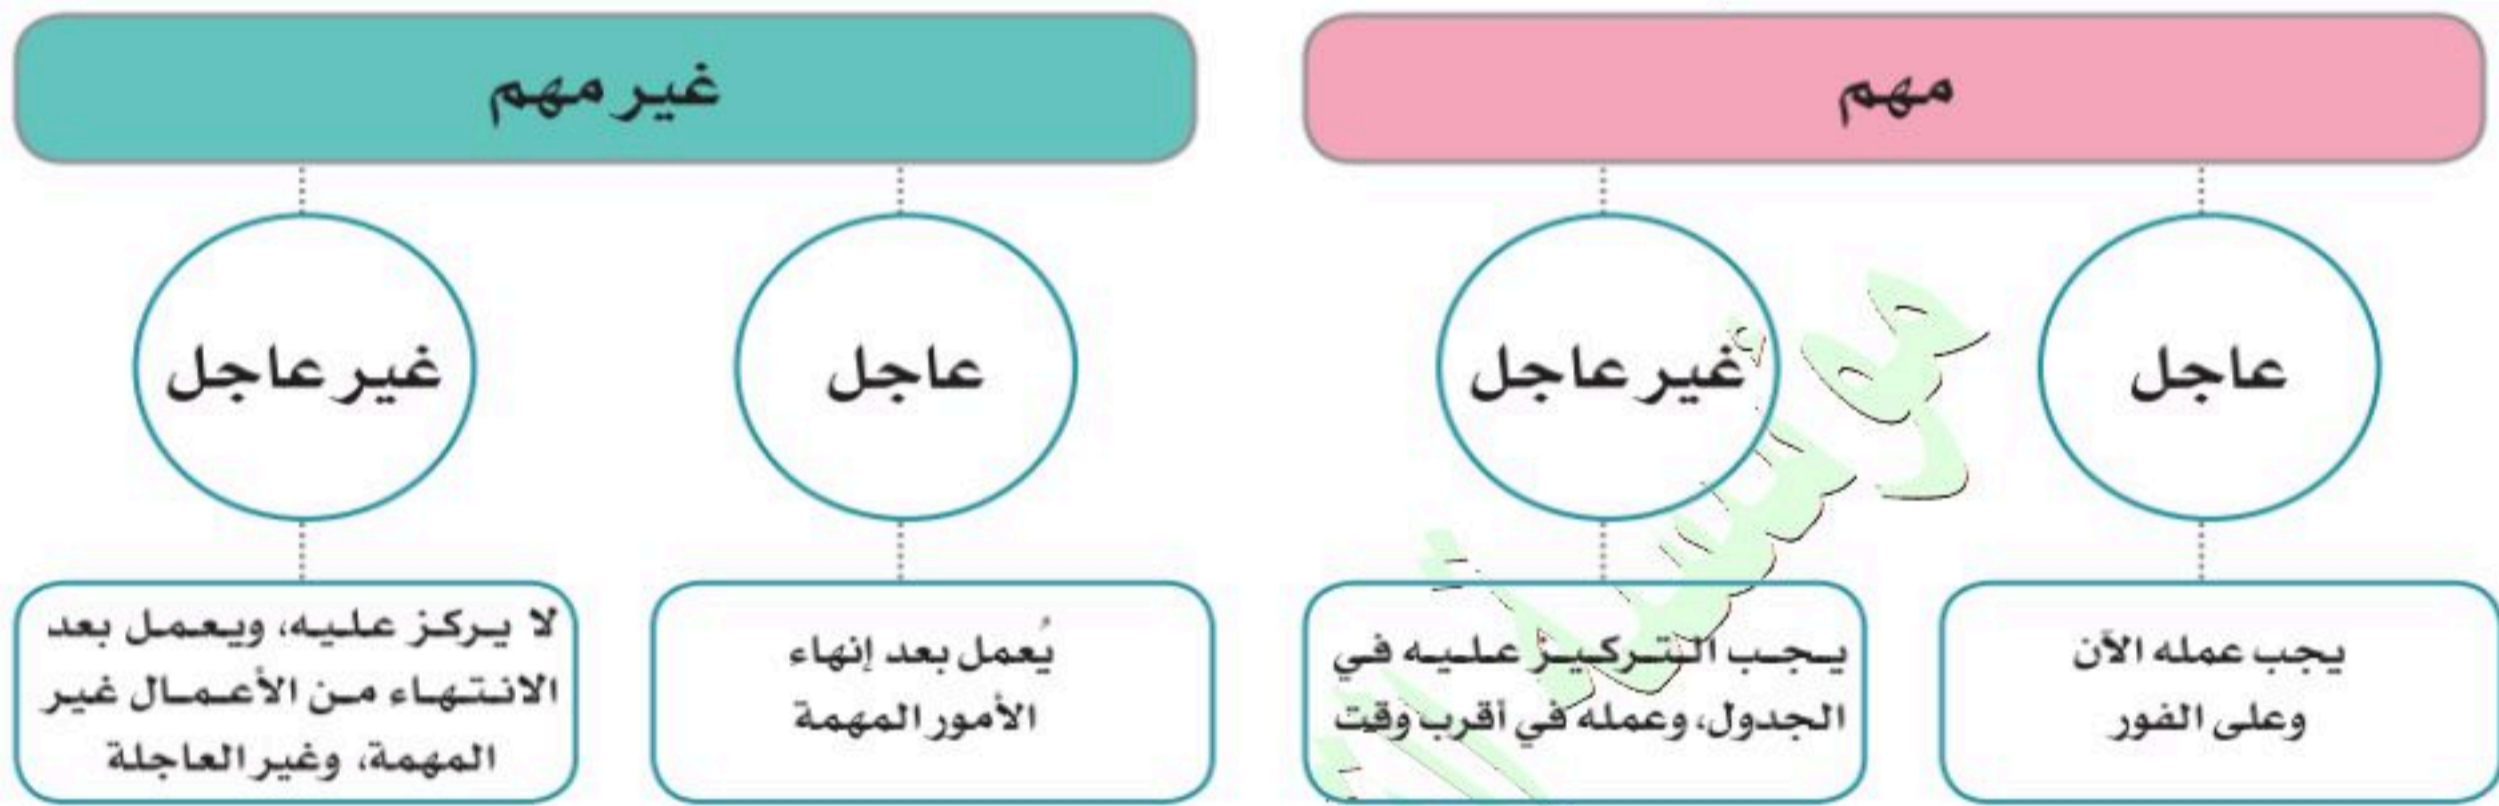 مهم
غير مهم
عاجل
غير عاجل
عاجل
غير عاجل
يجب عمله الآن
وعلى الفور
يجب التركيز عليه في
الجدول، وعمله في أقرب وقت
يُعمل بعد إنهاء
الأمور المهمة
لا يركز عليه، ويعمل بعد
الانتهاء من الأعمال غير
المهمة، وغير العاجلة